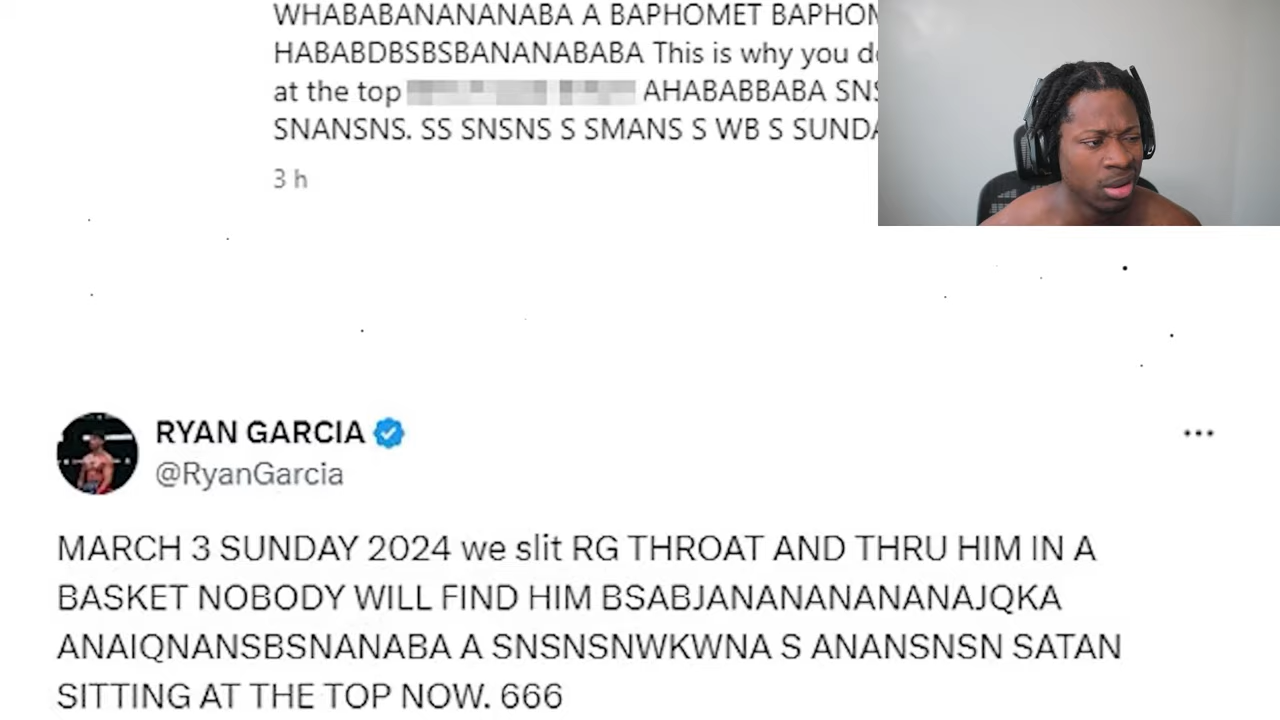 WHABABANANANABA A BAPHOMET BAPHOM
HABABDBSBSBANANABABA This is why you d
at the top AHABABBABA SNS
SNANSNS. SS SNSNS S SMANS S WB S SUNDA
3 h
RYAN GARCIA
@RyanGarcia
MARCH 3 SUNDAY 2024 we slit RG THROAT AND THRU HIM IN A
BASKET NOBODY WILL FIND HIM BSABJANANANANANAJQKA
ANAIQNANSBSNANABA A SNSNSNWKWNA S ANANSNSN SATAN
SITTING AT THE TOP NOW. 666